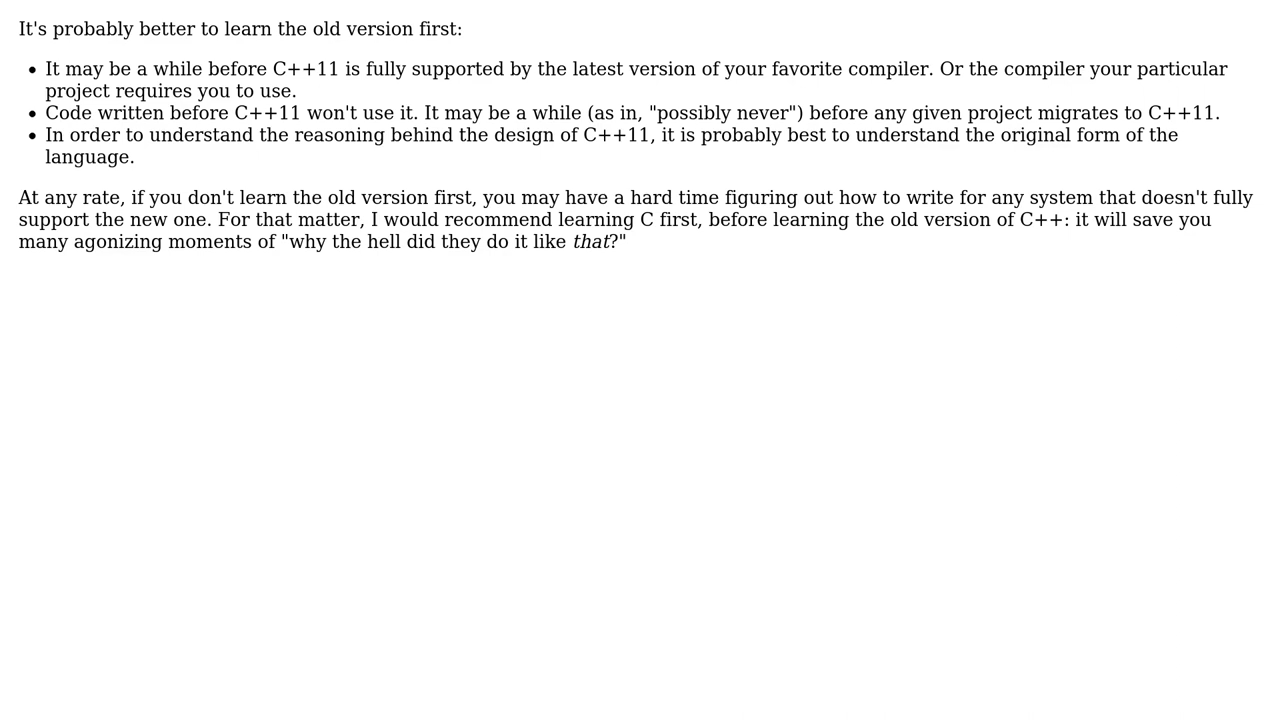 It's probably better to learn the old version first:
• It may be a while before C++11 is fully supported by the latest version of your favorite compiler. Or the compiler your particular
project requires you to use.
• Code written before C++11 won't use it. It may be a while (as in, "possibly never") before any given project migrates to C++11.
• In order to understand the reasoning behind the design of C++11, it is probably best to understand the original form of the
language.
At any rate, if you don't learn the old version first, you may have a hard time figuring out how to write for any system that doesn't fully
support the new one. For that matter, I would recommend learning C first, before learning the old version of C++: it will save you
many agonizing moments of "why the hell did they do it like that?"